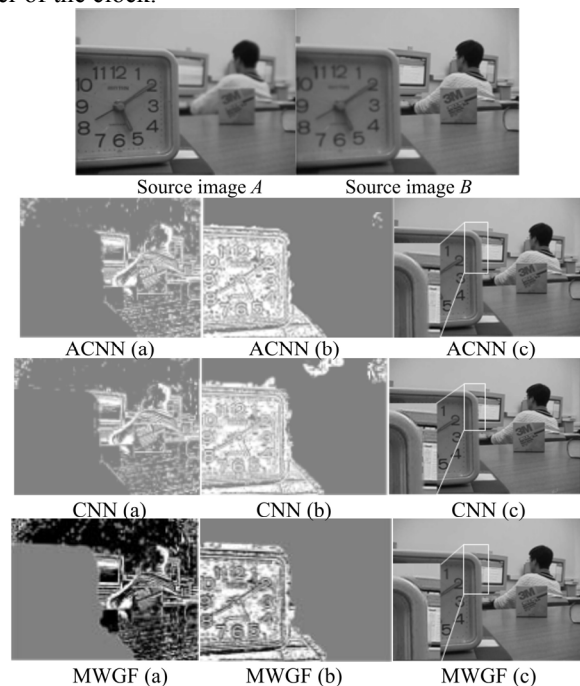 er of the clock.
Source image A Source image B
ACNN (a) ACNN (b) ACNN (c)
CNN (a) CNN (b) CNN (c)
MWGF (a) MWGF (b) MWGF (c)